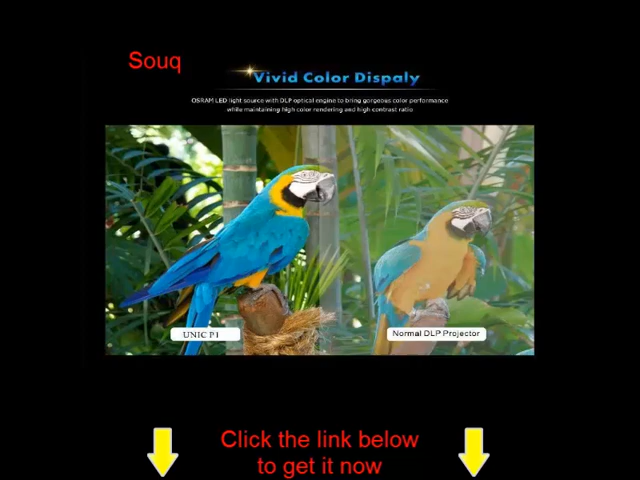 Souq
Vivid Color Dispaly
OSRAM LED light source with DLP optical engine to bring gorgeous color performance
while maintaining high color rendering and high contrast ratio
UNIC P1
Normal DLP Projector
Click the link below
to get it now